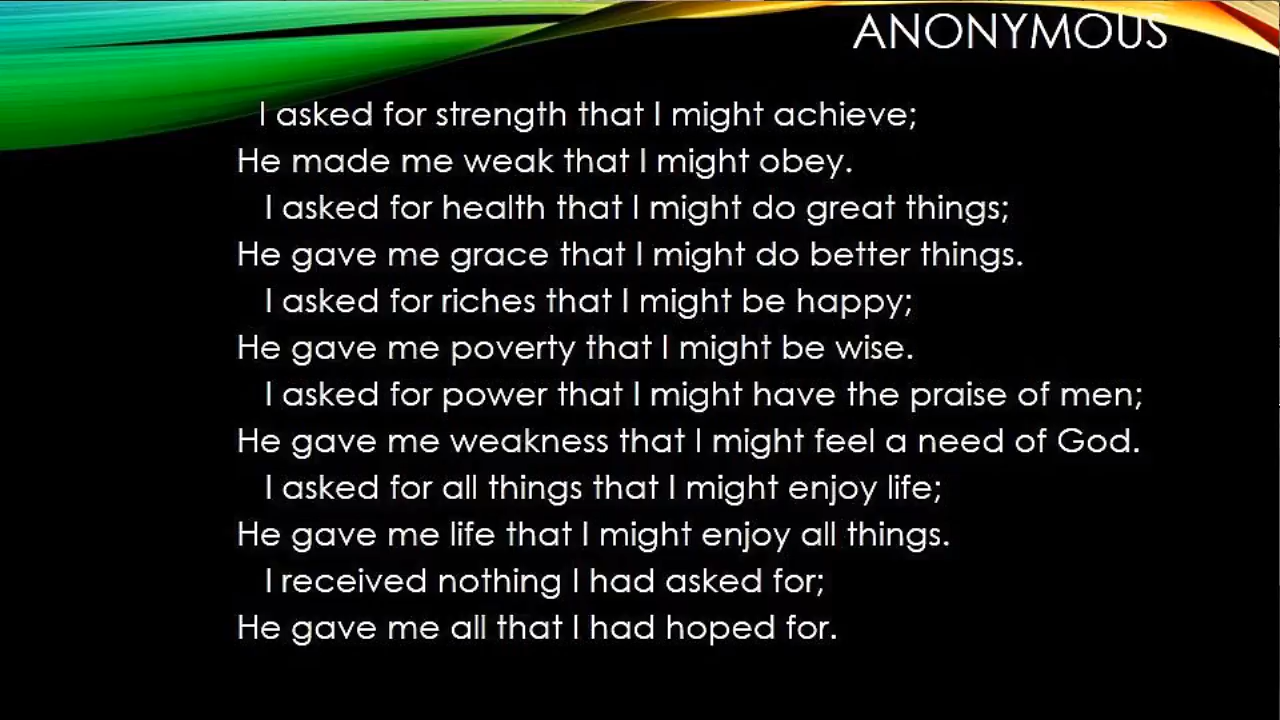 ANONYMOUS
I asked for strength that I might achieve;
He made me weak that I might obey.
I asked for health that I might do great things;
He gave me grace that I might do better things.
I asked for riches that I might be happy;
He gave me poverty that I might be wise.
I asked for power that I might have the praise of men;
He gave me weakness that I might feel a need of God.
I asked for all things that I might enjoy life;
He gave me life that I might enjoy all things.
I received nothing I had asked for;
He gave me all that I had hoped for.